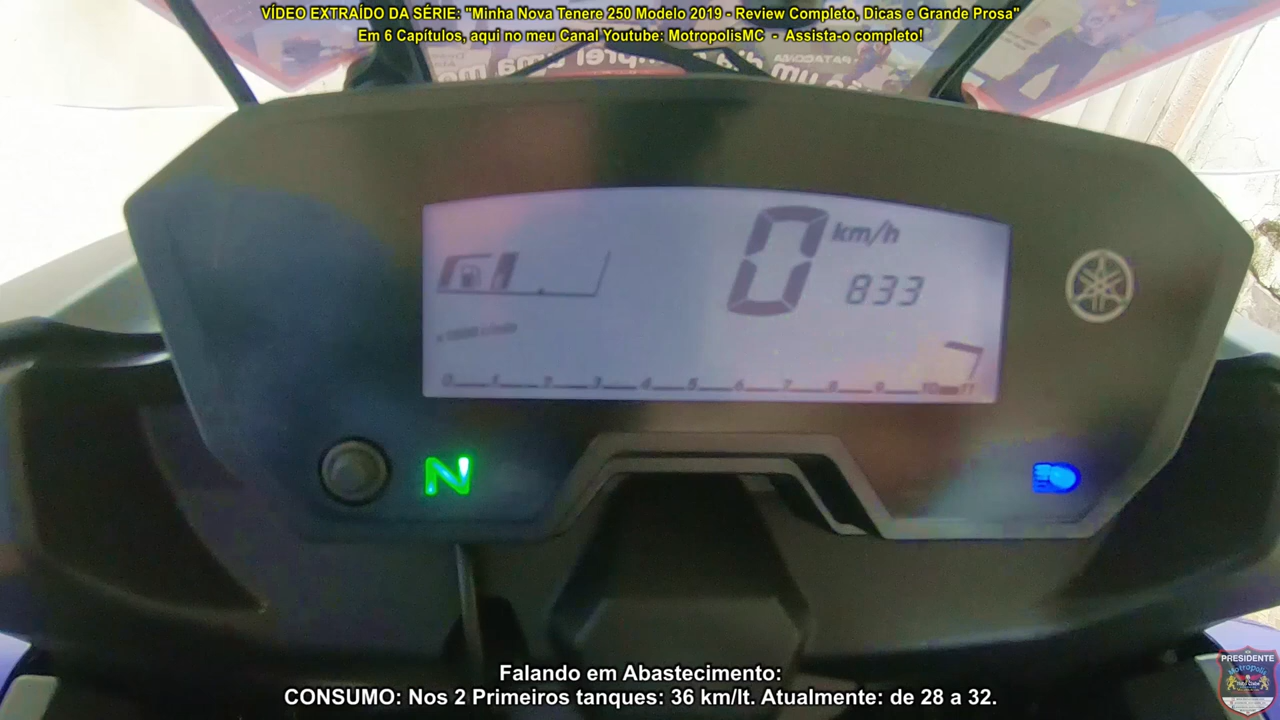 VÍDEO EXTRAÍDO DA SÉRIE: "Minha Nova Tenere 250 Modelo 2019 - Review Completo, Dicas e Grande Prosa"
Em 6 Capítulos, aqui no meu Canal Youtube: MotropolisMC - Assista-o completo!
0 km/h
833
0 1 2 3 4 5 6 7 8 9 10 11
N
PRESIDENTE
Motropolis
Falando em Abastecimento:
CONSUMO: Nos 2 Primeiros tanques: 36 km/lt. Atualmente: de 28 a 32.